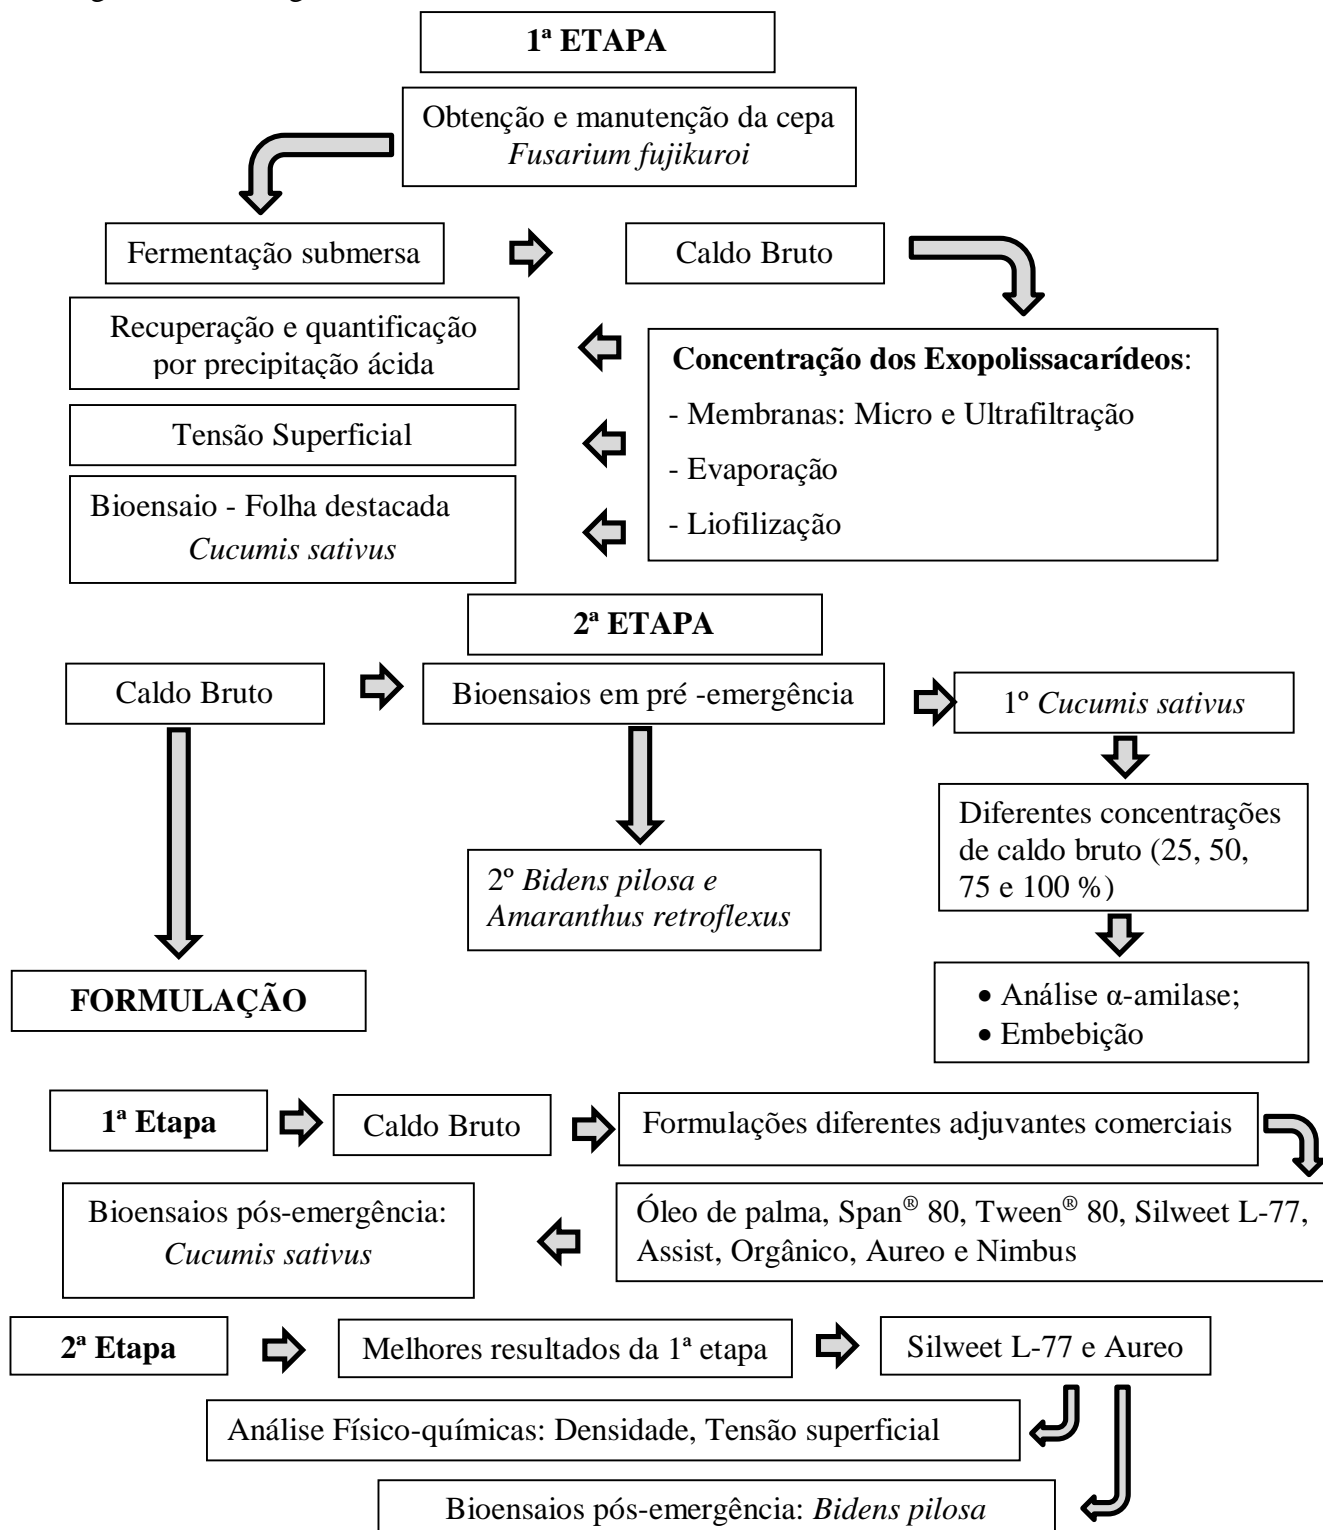 1ª ETAPA
Obtenção e manutenção da cepa
Fusarium fujikuroi
Fermentação submersa
Caldo Bruto
Recuperação e quantificação
por precipitação ácida
Concentração dos Exopolissacarídeos:
- Membranas: Micro e Ultrafiltração
- Evaporação
- Liofilização
Tensão Superficial
Bioensaio - Folha destacada
Cucumis sativus
2ª ETAPA
Caldo Bruto
Bioensaios em pré -emergência
1º Cucumis sativus
Diferentes concentrações
de caldo bruto (25, 50,
75 e 100 %)
2º Bidens pilosa e
Amaranthus retroflexus
FORMULAÇÃO
• Análise α-amilase;
• Embebição
1ª Etapa
Caldo Bruto
Formulações diferentes adjuvantes comerciais
Óleo de palma, Span® 80, Tween® 80, Silweet L-77,
Assist, Orgânico, Aureo e Nimbus
Bioensaios pós-emergência:
Cucumis sativus
2ª Etapa
Melhores resultados da 1ª etapa
Silweet L-77 e Aureo
Análise Físico-químicas: Densidade, Tensão superficial
Bioensaios pós-emergência: Bidens pilosa